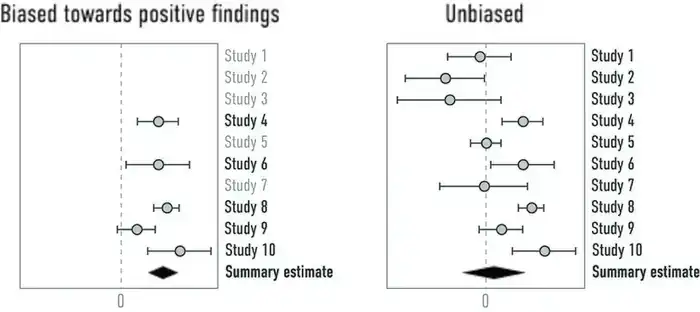 Biased towards positive findings
Study 1
Study 2
Study 3
Study 4
Study 5
Study 6
Study 7
Study 8
Study 9
Study 10
Summary estimate
0
Unbiased
Study 1
Study 2
Study 3
Study 4
Study 5
Study 6
Study 7
Study 8
Study 9
Study 10
Summary estimate
0